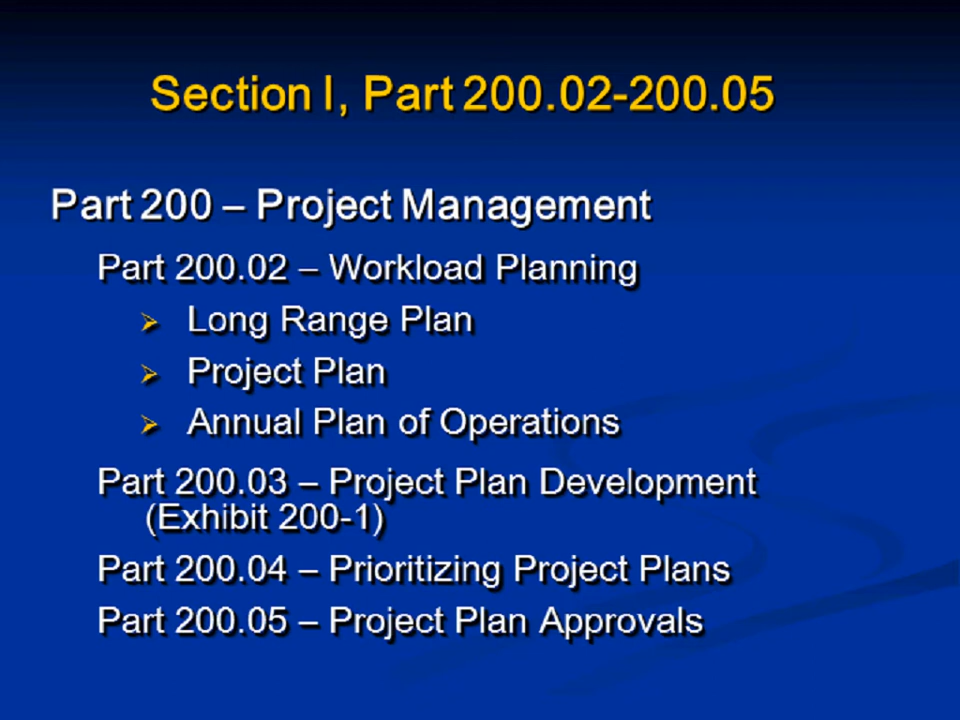 Section I, Part 200.02-200.05
Part 200 – Project Management
Part 200.02 – Workload Planning
➢ Long Range Plan
➢ Project Plan
➢ Annual Plan of Operations
Part 200.03 – Project Plan Development
(Exhibit 200-1)
Part 200.04 – Prioritizing Project Plans
Part 200.05 – Project Plan Approvals